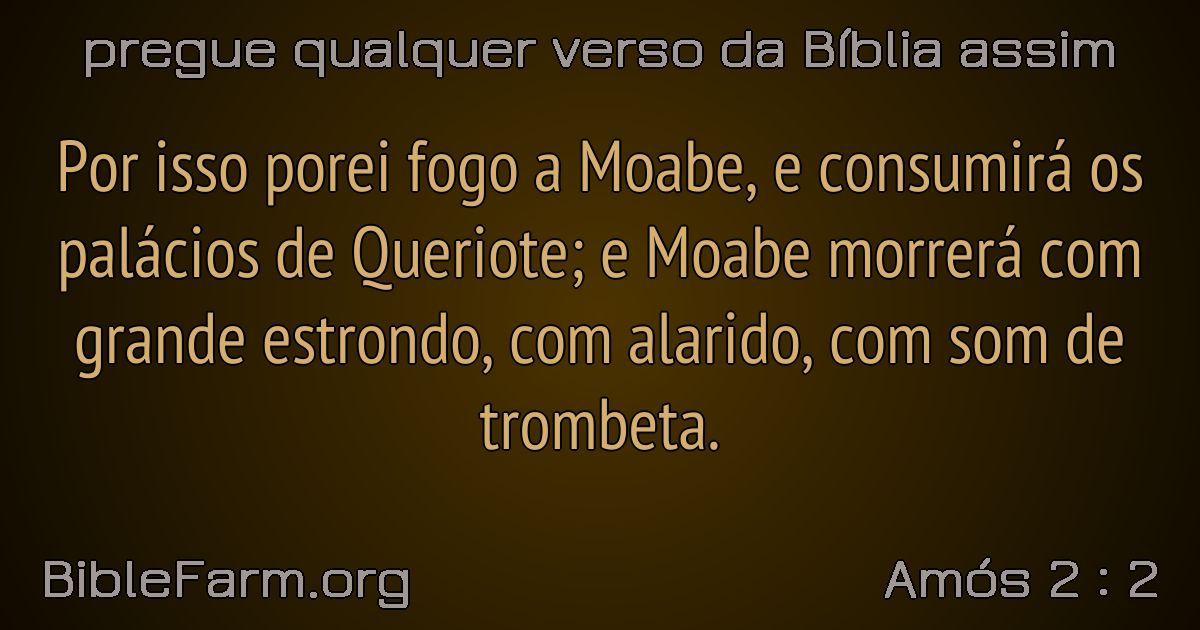 pregue qualquer verso da Bíblia assim
Por isso porei fogo a Moabe, e consumirá os
palácios de Queriote; e Moabe morrerá com
grande estrondo, com alarido, com som de
trombeta.
BibleFarm.org
Amós 2 : 2